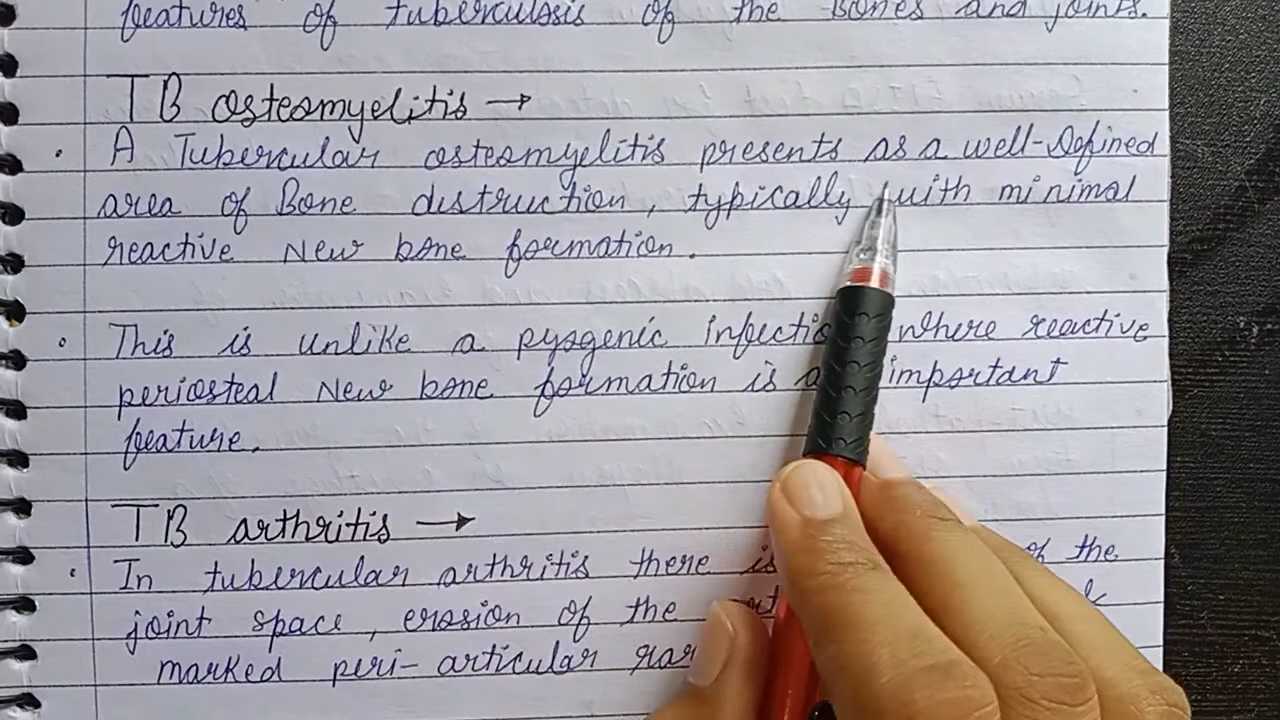 features of tuberculosis of the Bones and joints.
TB osteomyelitis →
• A Tubercular osteomyelitis presents as a well-Defined
area of Bone destruction, typically with minimal
reactive New bone formation.
• This is unlike a pyogenic infectio where reactive
periosteal New bone formation is a important
feature.
TB arthritis →
• In tubercular arthritis there is of the
joint space, erosion of the
marked peri-articular